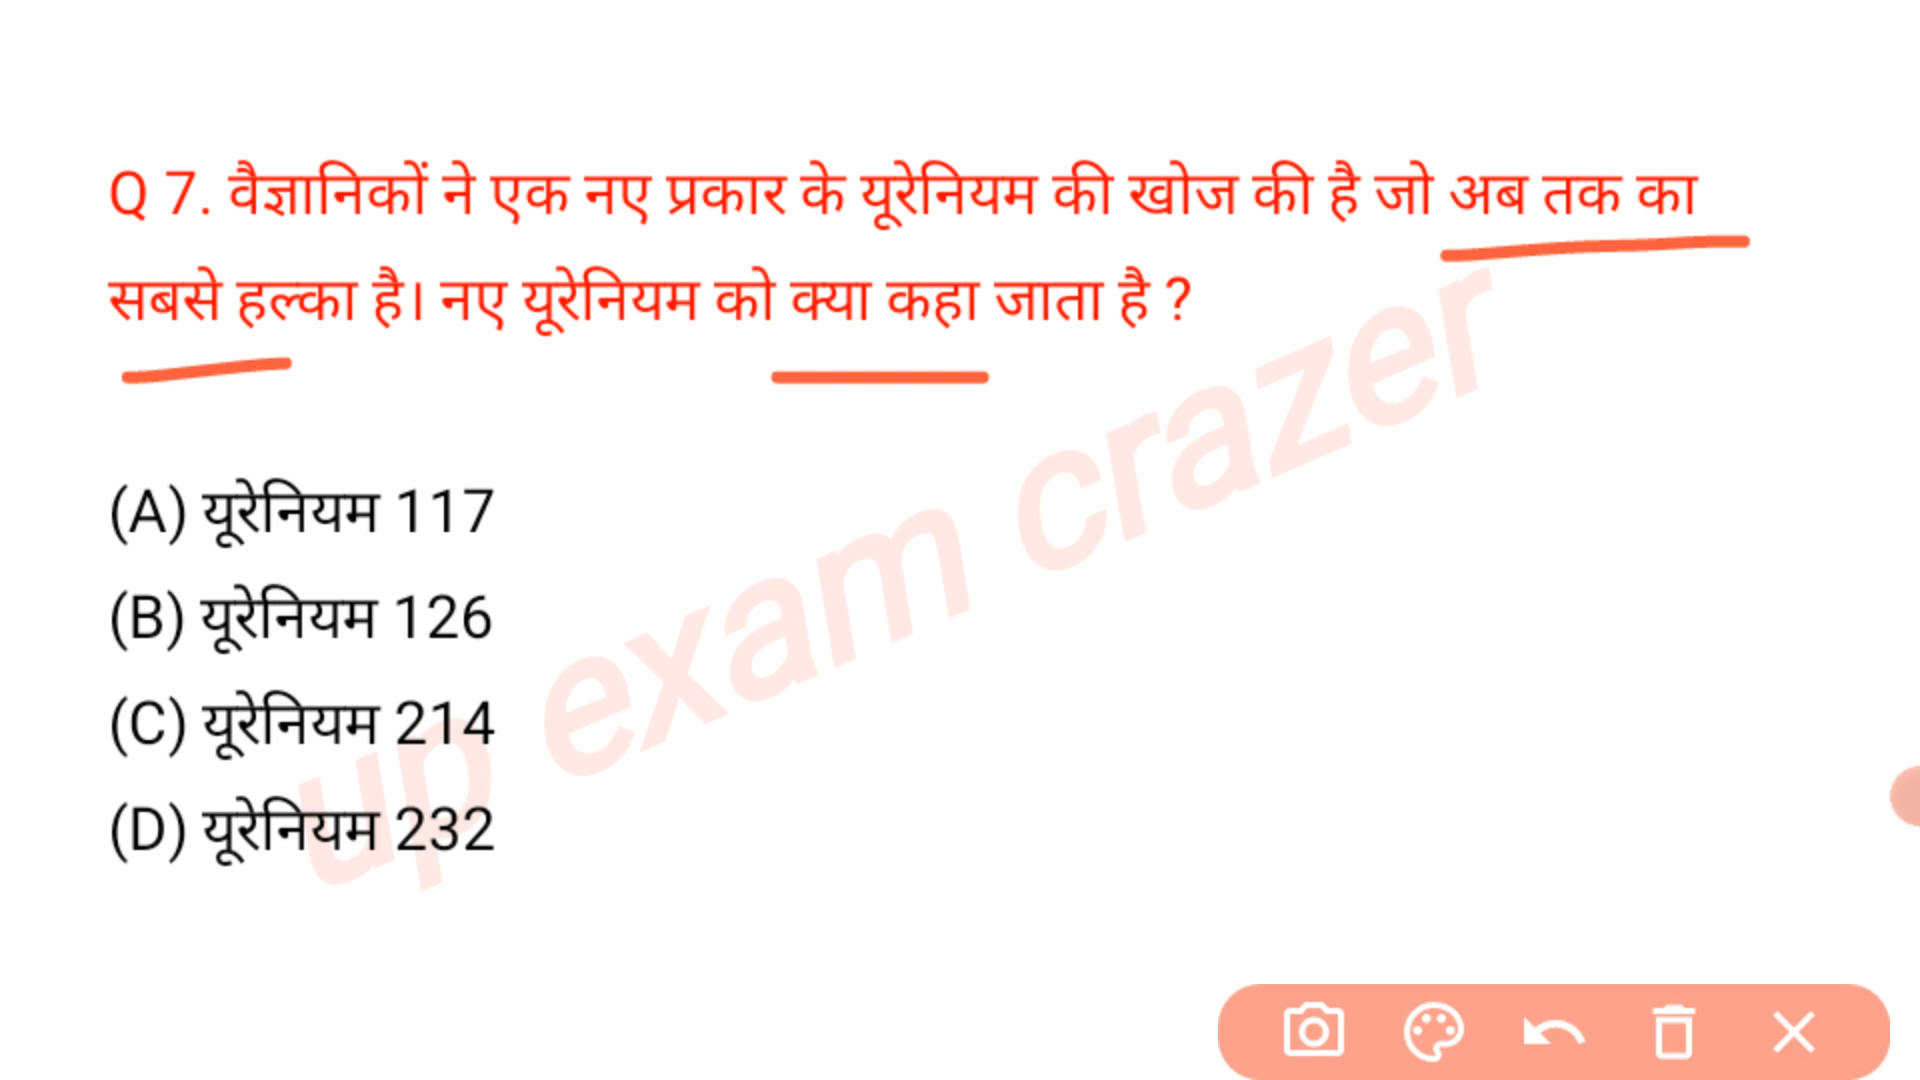 Q 7. वैज्ञानिकों ने एक नए प्रकार के यूरेनियम की खोज की है जो अब तक का
सबसे हल्का है। नए यूरेनियम को क्या कहा जाता है ?
(A) यूरेनियम 117
(B) यूरेनियम 126
(C) यूरेनियम 214
(D) यूरेनियम 232
up exam crazer